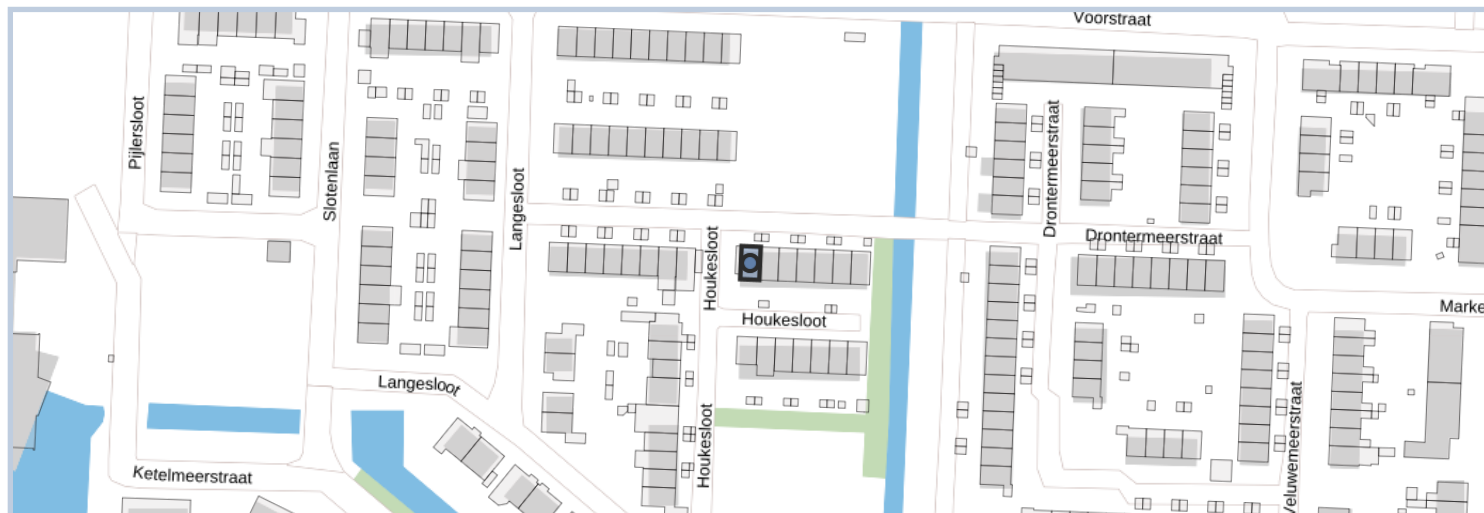 Voorstraat
Pijlersloot
Slotenlaan
Langesloot
Drontermeerstraat
Drontermeerstraat
Houkesloot
Houkesloot
Marke
Langesloot
Houkesloot
Veluwemeerstraat
Ketelmeerstraat